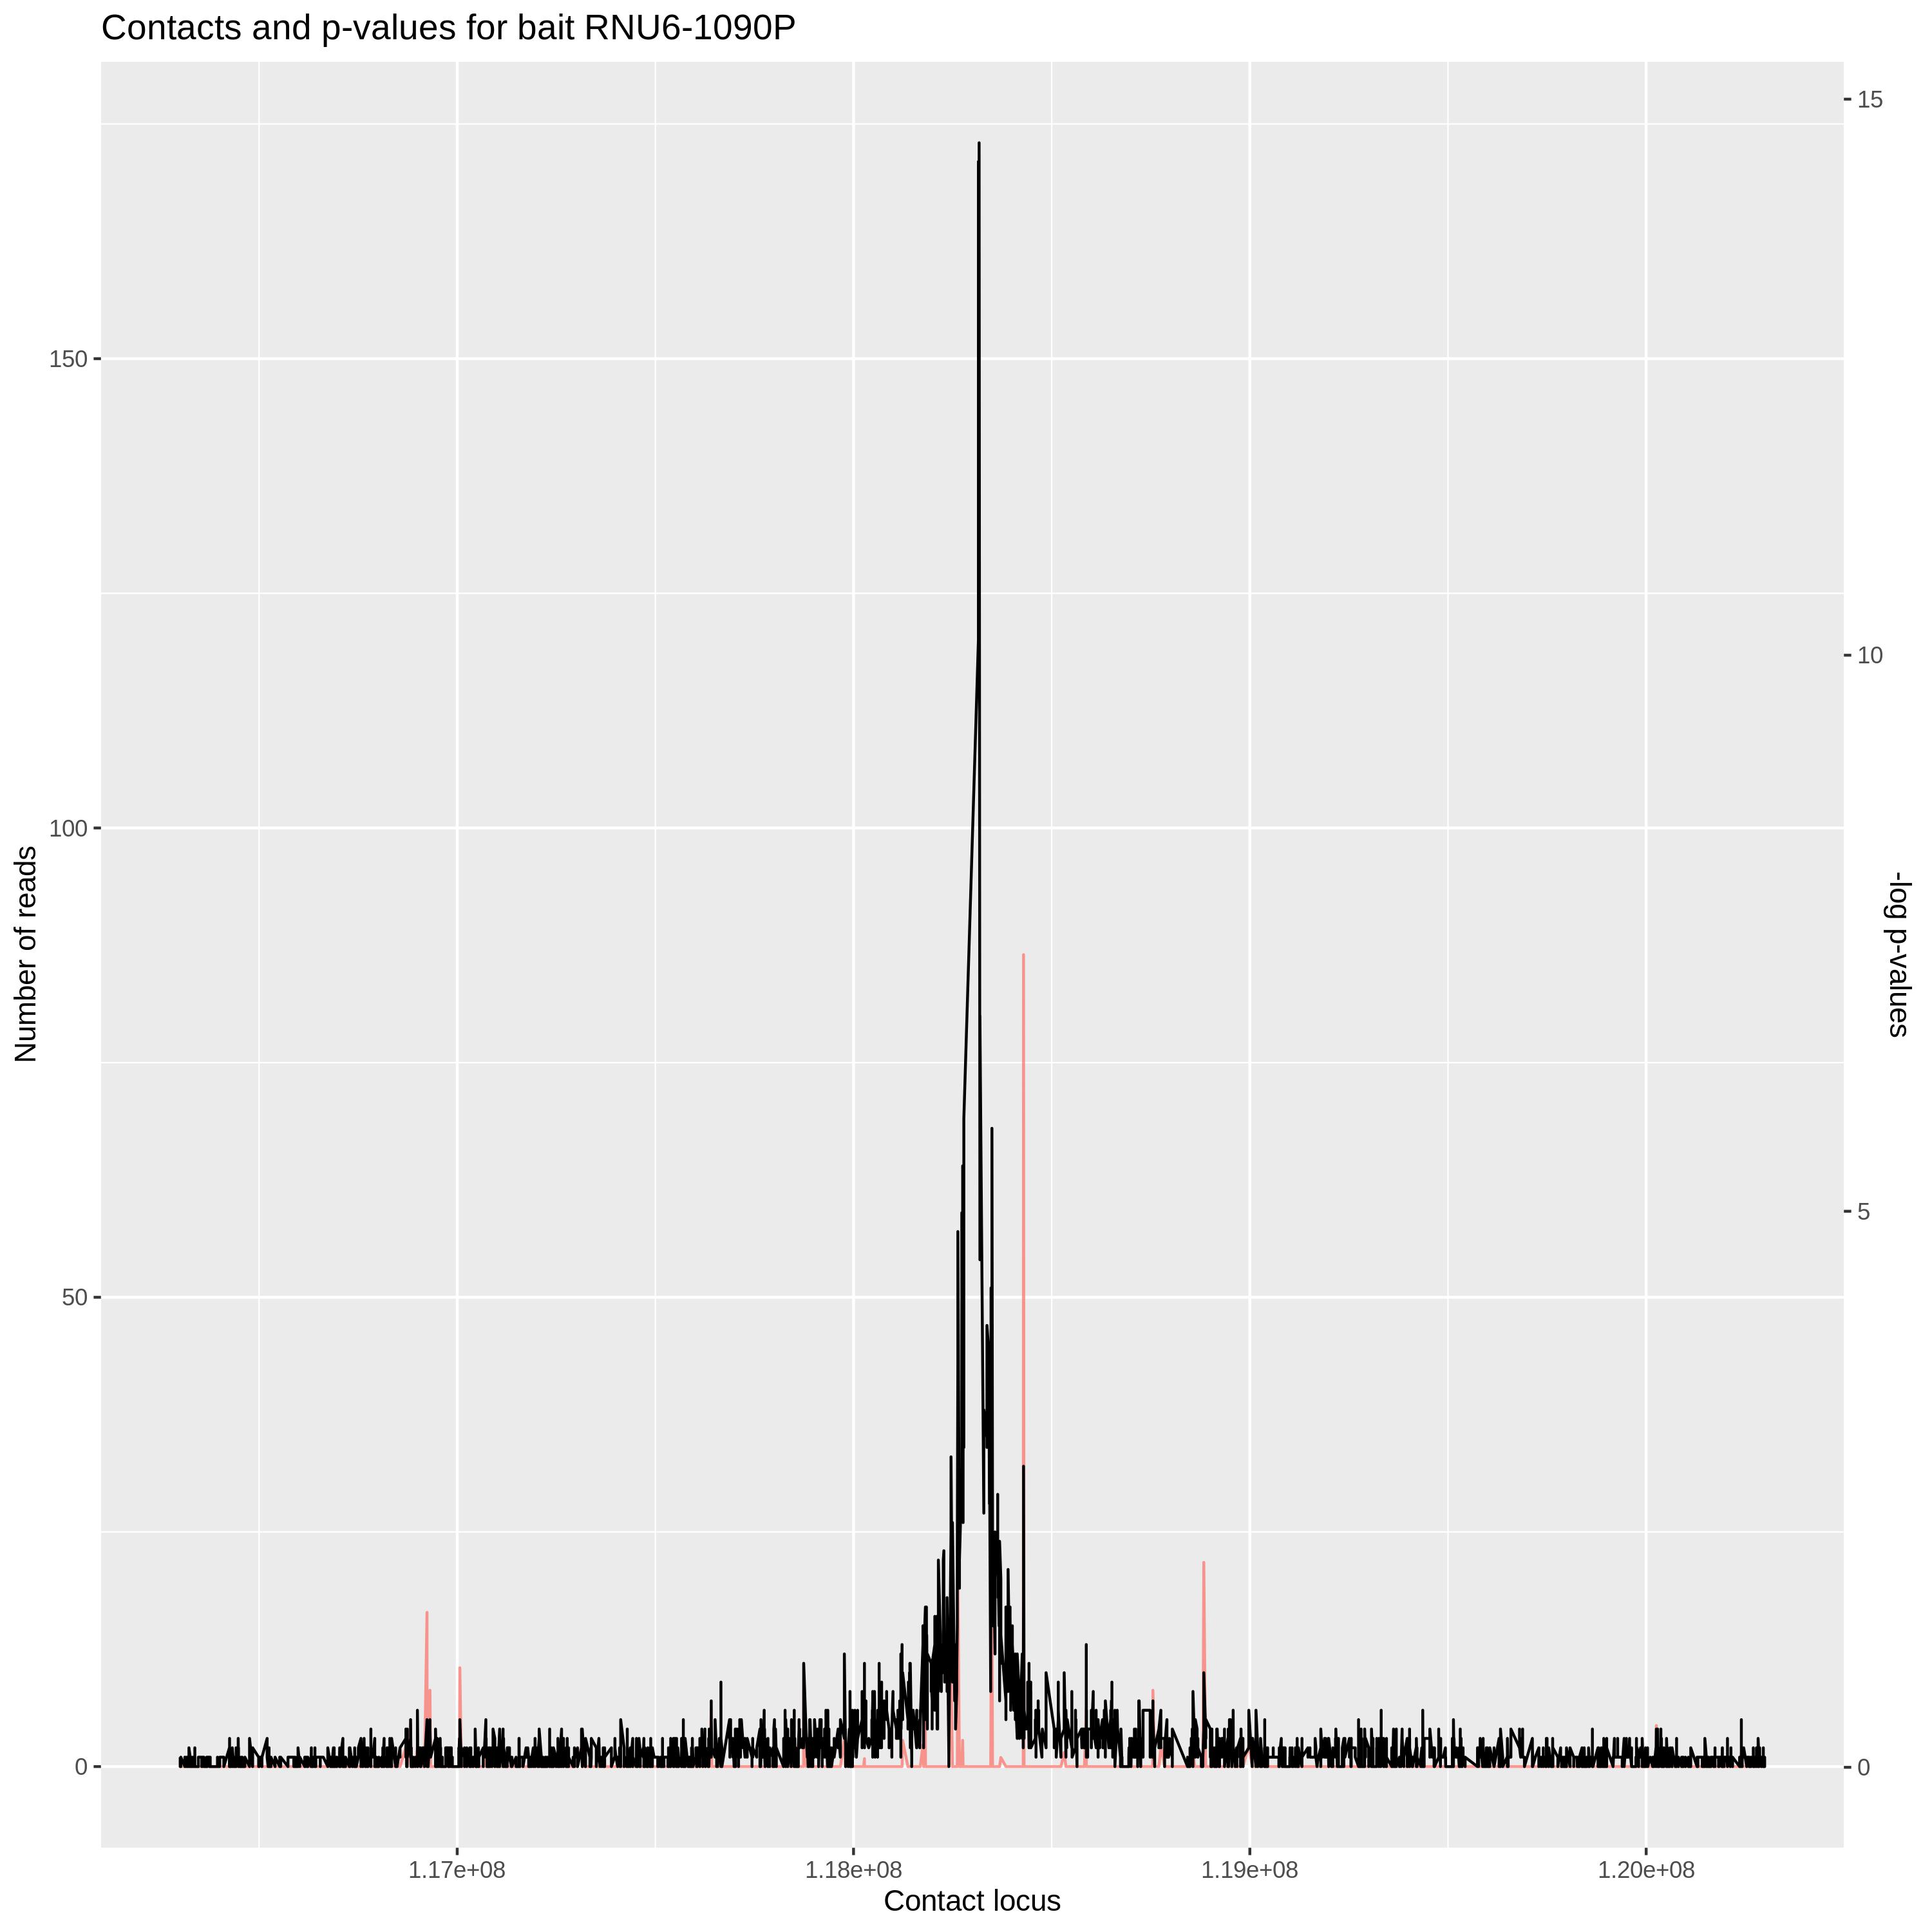 Contacts and p-values for bait RNU6-1090P
15
150
10
100
Number of reads
-log p-values
5
50
0
0
1.17e+08
1.18e+08
1.19e+08
1.20e+08
Contact locus